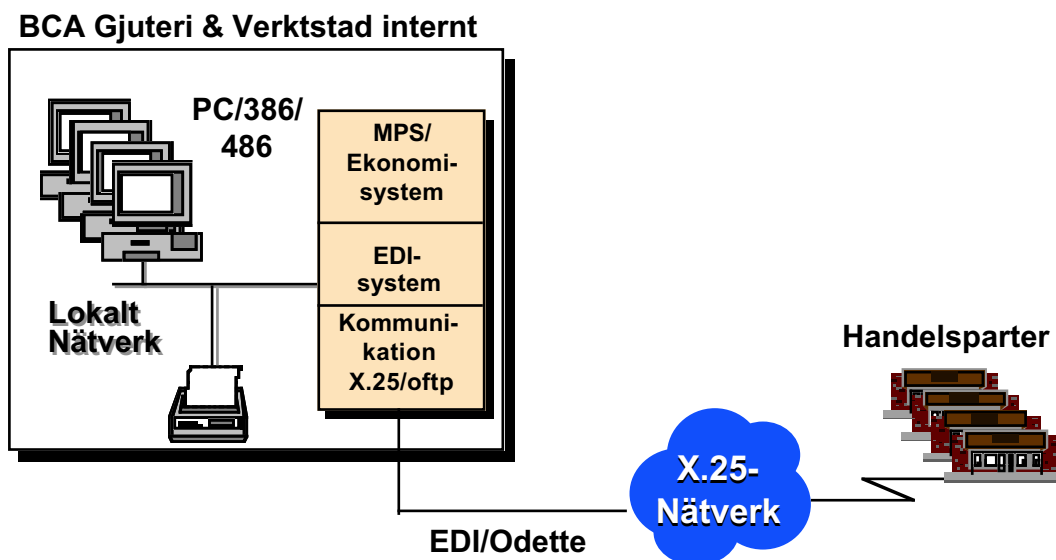 BCA Gjuteri & Verktstad internt
PC/386/
486
MPS/
Ekonomi-
system
EDI-
system
Kommuni-
kation
X.25/oftp
Lokalt
Nätverk
Handelsparter
X.25-
Nätverk
EDI/Odette